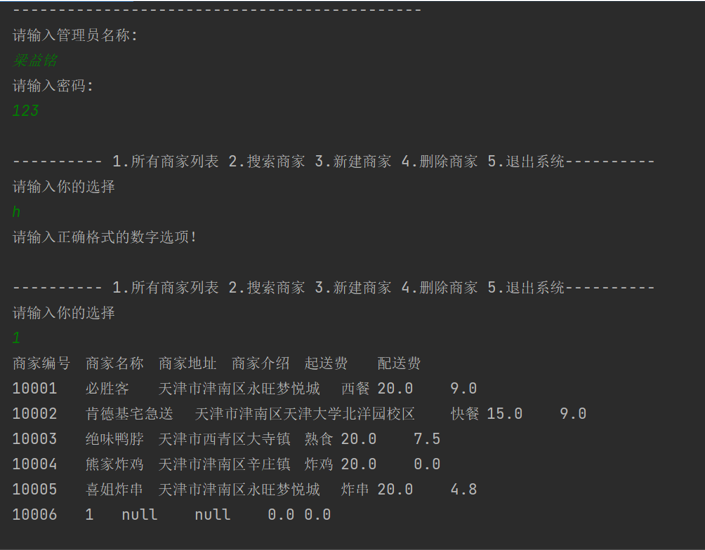 ---------------------------------------------
请输入管理员名称:
梁益铭
请输入密码:
123
---------- 1.所有商家列表 2.搜索商家 3.新建商家 4.删除商家 5.退出系统----------
请输入你的选择
h
请输入正确格式的数字选项!
---------- 1.所有商家列表 2.搜索商家 3.新建商家 4.删除商家 5.退出系统----------
请输入你的选择
1
商家编号 商家名称 商家地址 商家介绍 起送费 配送费
10001 必胜客 天津市津南区永旺梦悦城 西餐 20.0 9.0
10002 肯德基宅急送 天津市津南区天津大学北洋园校区 快餐 15.0 9.0
10003 绝味鸭脖 天津市西青区大寺镇 熟食 20.0 7.5
10004 熊家炸鸡 天津市津南区辛庄镇 炸鸡 20.0 0.0
10005 喜姐炸串 天津市津南区永旺梦悦城 炸串 20.0 4.8
10006 1 null null 0.0 0.0